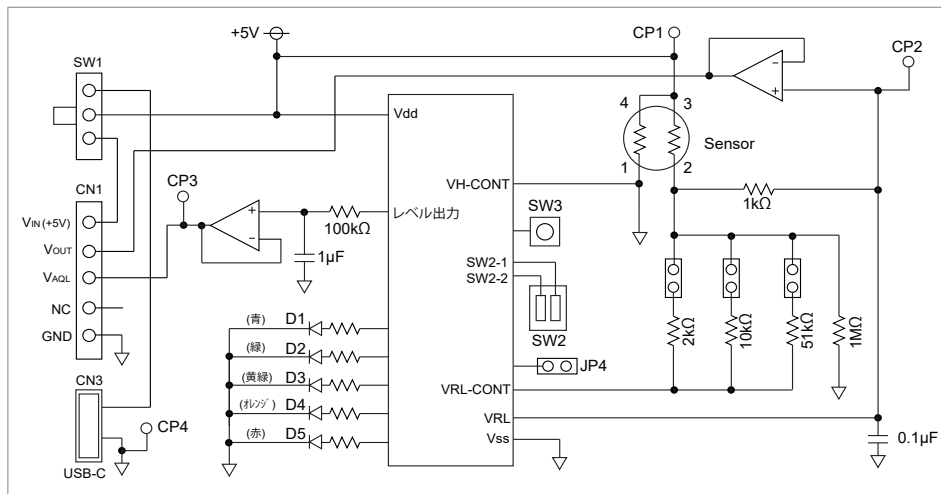 +5V
CP1
CP2
SW1
Vdd
4
3
Sensor
1
2
CN1
CP3
VH-CONT
1kΩ
VIN (+5V)
レベル出力
SW3
100kΩ
VOUT
1µF
VAQL
SW2-1
SW2-2
NC
GND
SW2
2kΩ
10kΩ
51kΩ
1MΩ
(青) D1
(緑) D2
(黄緑) D3
(オレンジ) D4
(赤) D5
JP4
VRL-CONT
CN3
CP4
VRL
Vss
0.1µF
USB-C